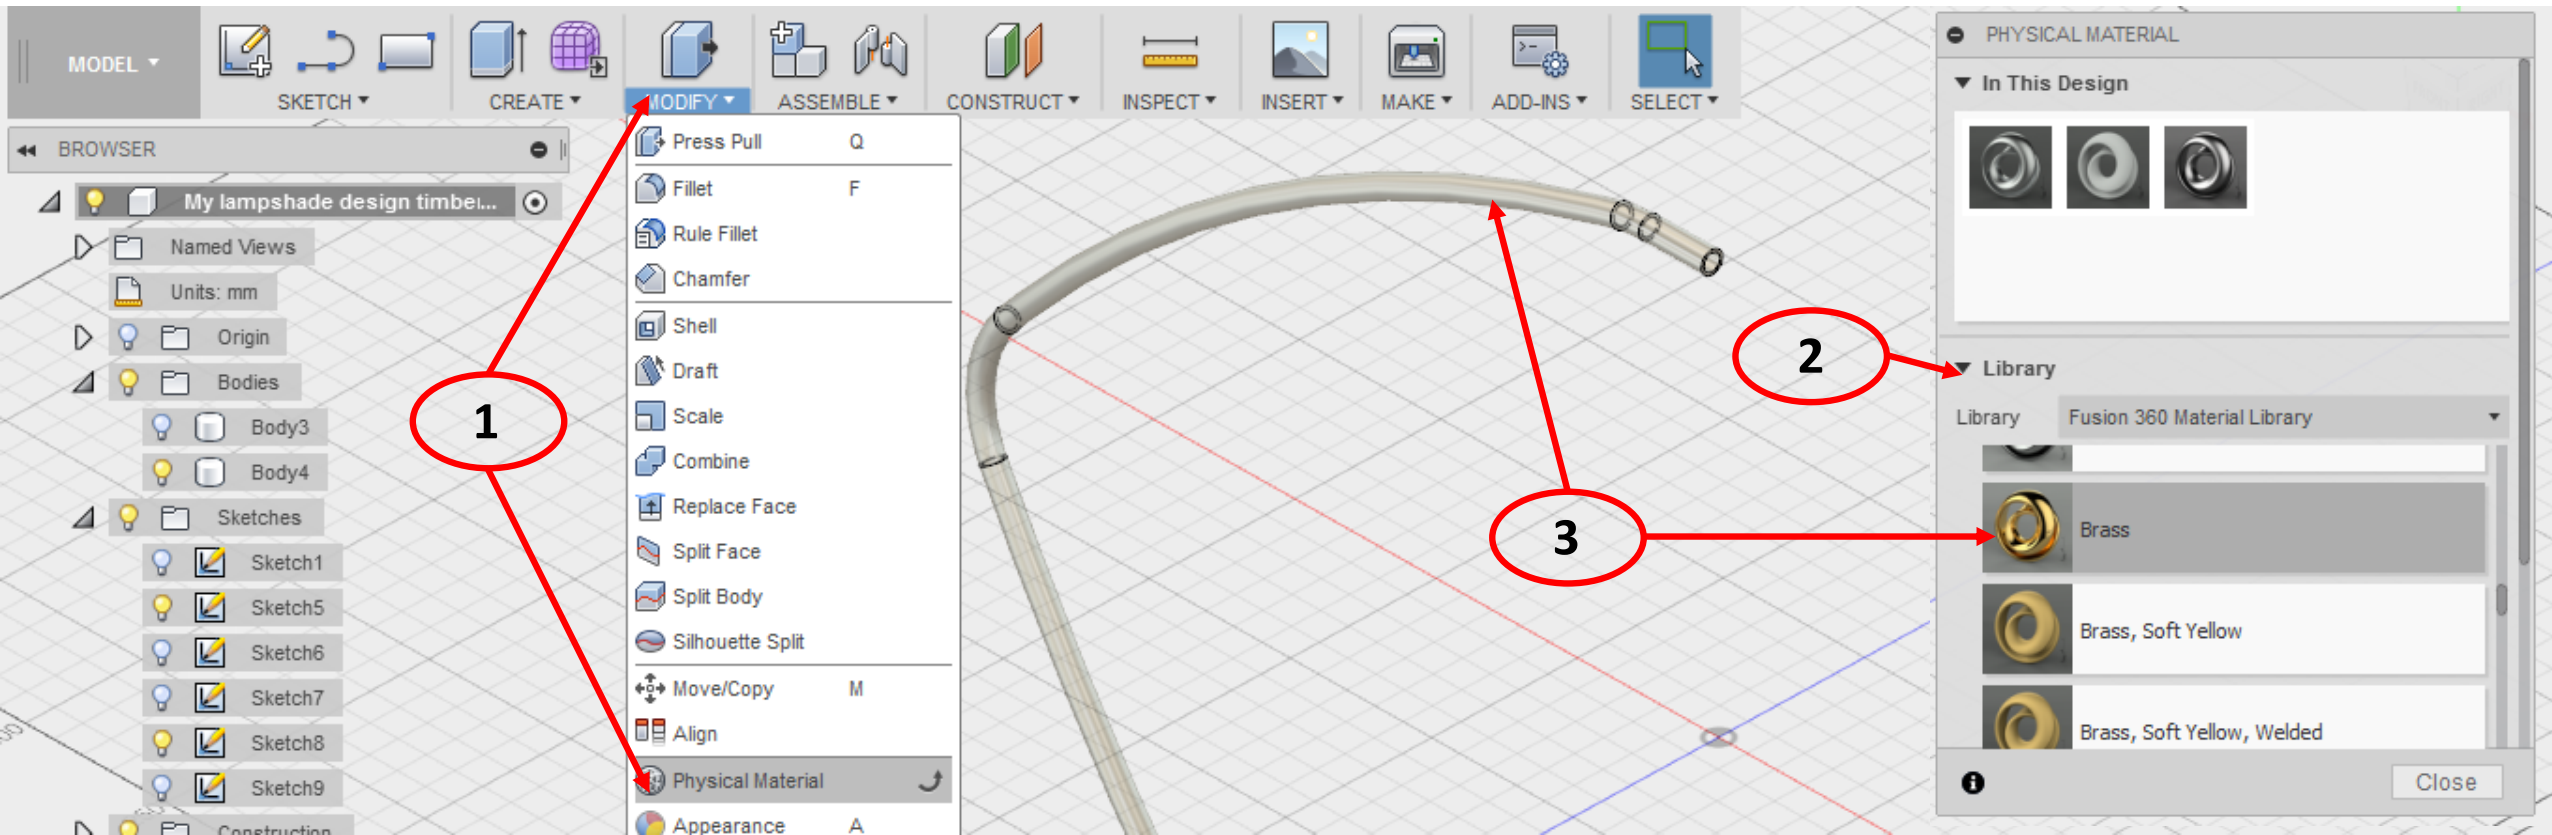 MODEL
SKETCH
CREATE
MODIFY
ASSEMBLE
CONSTRUCT
INSPECT
INSERT
MAKE
ADD-INS
SELECT
BROWSER
My lampshade design timber...
Named Views
Units: mm
Origin
Bodies
Body3
Body4
Sketches
Sketch1
Sketch5
Sketch6
Sketch7
Sketch8
Sketch9
Construction
1
Press Pull Q
Fillet F
Rule Fillet
Chamfer
Shell
Draft
Scale
Combine
Replace Face
Split Face
Split Body
Silhouette Split
Move/Copy M
Align
Physical Material
Appearance A
3
2
PHYSICAL MATERIAL
In This Design
Library
Library Fusion 360 Material Library
Brass
Brass, Soft Yellow
Brass, Soft Yellow, Welded
Close